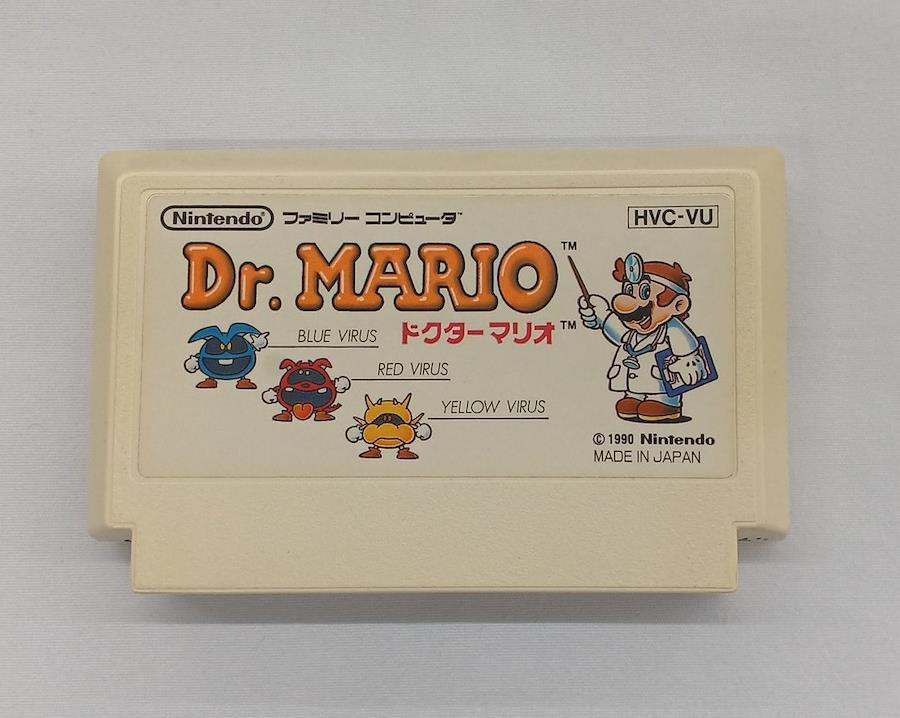 Nintendo® ファミリー コンピュータ™
HVC-VU
Dr. MARIO™
ドクターマリオ™
BLUE VIRUS
RED VIRUS
YELLOW VIRUS
© 1990 Nintendo
MADE IN JAPAN